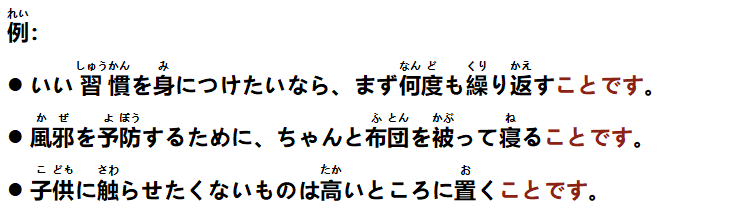 例:
● いい習慣を身につけたいなら、まず何度も繰り返すことです。
● 風邪を予防するために、ちゃんと布団を被って寝ることです。
● 子供に触らせたくないものは高いところに置くことです。